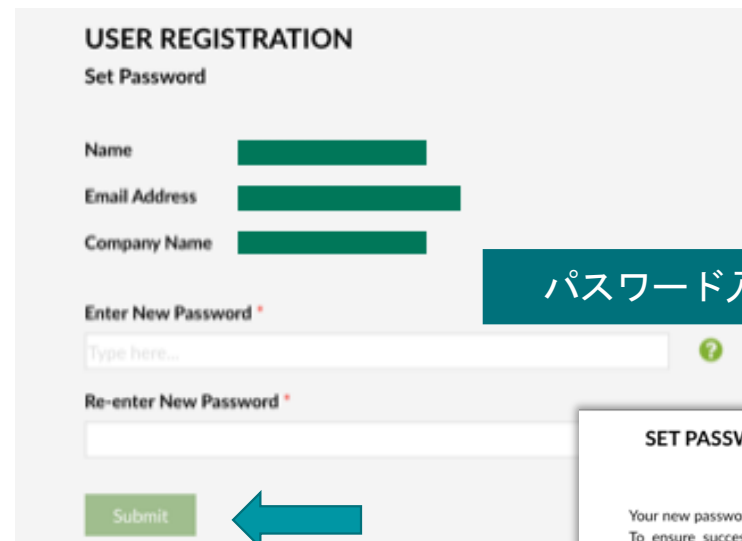 USER REGISTRATION
Set Password
Name
Email Address
Company Name
パスワード入
Enter New Password *
Type here...
?
Re-enter New Password *
SET PASSW
Submit
Your new passwo
To ensure succes